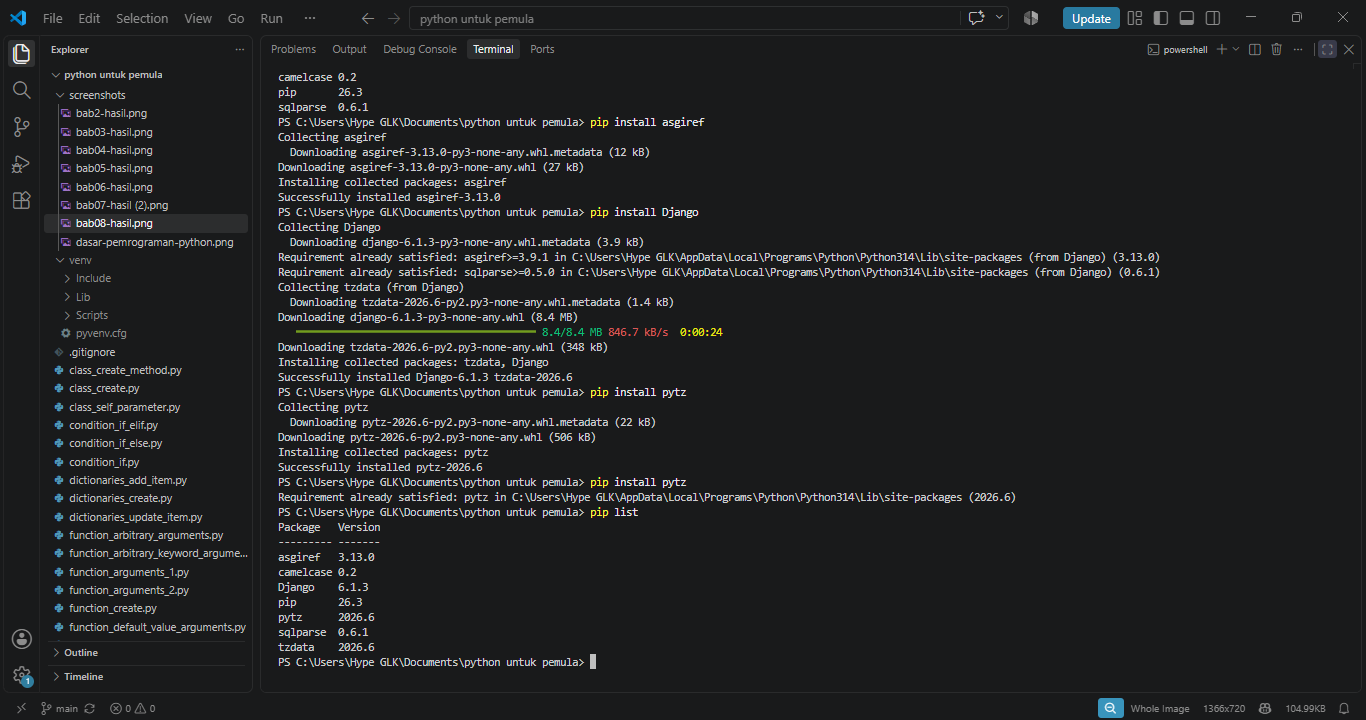 File Edit Selection View Go Run ··· python untuk pemula Update
Explorer ···
python untuk pemula
screenshots
bab2-hasil.png
bab03-hasil.png
bab04-hasil.png
bab05-hasil.png
bab06-hasil.png
bab07-hasil (2).png
bab08-hasil.png
dasar-pemrograman-python.png
venv
Include
Lib
Scripts
pyvenv.cfg
.gitignore
class_create_method.py
class_create.py
class_self_parameter.py
condition_if_elif.py
condition_if_else.py
condition_if.py
dictionaries_add_item.py
dictionaries_create.py
dictionaries_update_item.py
function_arbitrary_arguments.py
function_arbitrary_keyword_argume...
function_arguments_1.py
function_arguments_2.py
function_create.py
function_default_value_arguments.py
Outline
Timeline
Problems Output Debug Console Terminal Ports powershell
camelcase 0.2
pip       26.3
sqlparse  0.6.1
PS C:\Users\Hype GLK\Documents\python untuk pemula> pip install asgiref
Collecting asgiref
  Downloading asgiref-3.13.0-py3-none-any.whl.metadata (12 kB)
Downloading asgiref-3.13.0-py3-none-any.whl (27 kB)
Installing collected packages: asgiref
Successfully installed asgiref-3.13.0
PS C:\Users\Hype GLK\Documents\python untuk pemula> pip install Django
Collecting Django
  Downloading django-6.1.3-py3-none-any.whl.metadata (3.9 kB)
Requirement already satisfied: asgiref>=3.9.1 in C:\Users\Hype GLK\AppData\Local\Programs\Python\Python314\Lib\site-packages (from Django) (3.13.0)
Requirement already satisfied: sqlparse>=0.5.0 in C:\Users\Hype GLK\AppData\Local\Programs\Python\Python314\Lib\site-packages (from Django) (0.6.1)
Collecting tzdata (from Django)
  Downloading tzdata-2026.6-py2.py3-none-any.whl.metadata (1.4 kB)
Downloading django-6.1.3-py3-none-any.whl (8.4 MB)
8.4/8.4 MB 846.7 kB/s 0:00:24
Downloading tzdata-2026.6-py2.py3-none-any.whl (348 kB)
Installing collected packages: tzdata, Django
Successfully installed Django-6.1.3 tzdata-2026.6
PS C:\Users\Hype GLK\Documents\python untuk pemula> pip install pytz
Collecting pytz
  Downloading pytz-2026.6-py2.py3-none-any.whl.metadata (22 kB)
Downloading pytz-2026.6-py2.py3-none-any.whl (506 kB)
Installing collected packages: pytz
Successfully installed pytz-2026.6
PS C:\Users\Hype GLK\Documents\python untuk pemula> pip install pytz
Requirement already satisfied: pytz in C:\Users\Hype GLK\AppData\Local\Programs\Python\Python314\Lib\site-packages (2026.6)
PS C:\Users\Hype GLK\Documents\python untuk pemula> pip list
Package   Version
--------- -------
asgiref   3.13.0
camelcase 0.2
Django    6.1.3
pip       26.3
pytz      2026.6
sqlparse  0.6.1
tzdata    2026.6
PS C:\Users\Hype GLK\Documents\python untuk pemula>
1
main 0 0 Whole Image 1366x720 104.99KB